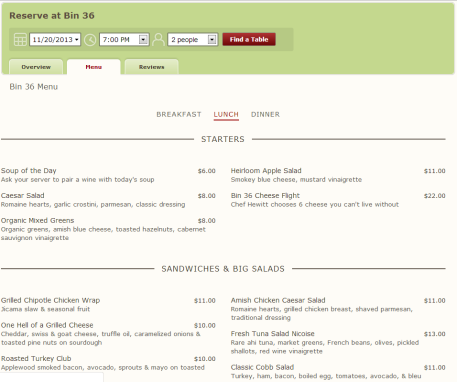 Reserve at Bin 36
11/20/2013
7:00 PM
2 people
Find a Table
Overview
Menu
Reviews
Bin 36 Menu
BREAKFAST LUNCH DINNER
STARTERS
Soup of the Day $6.00
Ask your server to pair a wine with today's soup
Caesar Salad $8.00
Romaine hearts, garlic crostini, parmesan, classic dressing
Organic Mixed Greens $8.00
Organic greens, amish blue cheese, toasted hazelnuts, cabernet
sauvignon vinaigrette
Heirloom Apple Salad $11.00
Smokey blue cheese, mustard vinaigrette
Bin 36 Cheese Flight $22.00
Chef Hewitt chooses 6 cheese you can't live without
SANDWICHES & BIG SALADS
Grilled Chipotle Chicken Wrap $11.00
Jicama slaw & seasonal fruit
One Hell of a Grilled Cheese $10.00
Cheddar, swiss & goat cheese, truffle oil, caramelized onions &
toasted pine nuts on sourdough
Roasted Turkey Club $10.00
Applewood smoked bacon, avocado, sprouts & mayo on toasted
Amish Chicken Caesar Salad $11.00
Romaine hearts, grilled chicken breast, shaved parmesan,
traditional dressing
Fresh Tuna Salad Nicoise $13.00
Rare ahi tuna, market greens, French beans, olives, pickled
shallots, red wine vinaigrette
Classic Cobb Salad $11.00
Turkey, ham, bacon, boiled egg, tomatoes, avocado, & bleu